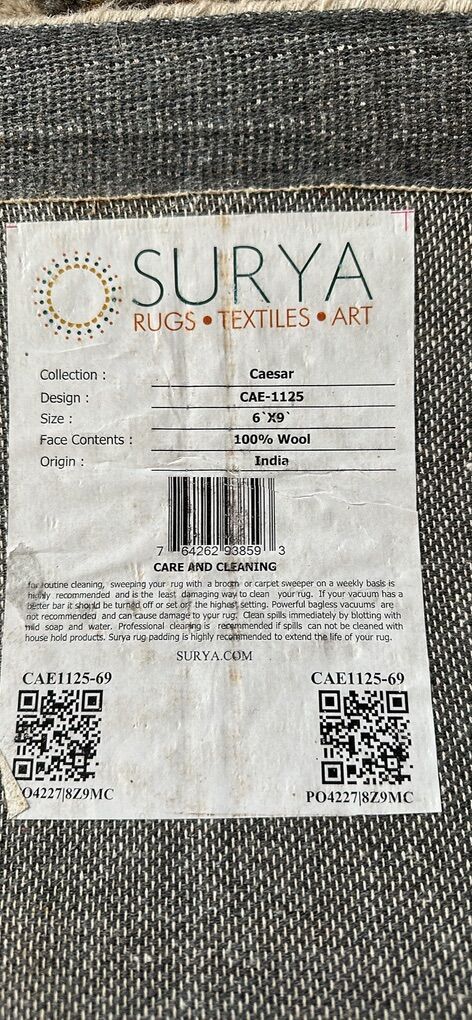 SURYA
RUGS • TEXTILES • ART
Collection : Caesar
Design : CAE-1125
Size : 6`X9`
Face Contents : 100% Wool
Origin : India
7 64262 93859 3
CARE AND CLEANING
for routine cleaning, sweeping your rug with a broom or carpet sweeper on a weekly basis is
highly recommended and is the least damaging way to clean your rug. If your vacuum has a
better bar it should be turned off or set on the highest setting. Powerful bagless vacuums are
not recommended and can cause damage to your rug. Clean spills immediately by blotting with
mild soap and water. Professional cleaning is recommended if spills can not be cleaned with
house hold products. Surya rug padding is highly recommended to extend the life of your rug.
SURYA.COM
CAE1125-69 CAE1125-69
PO4227|8Z9MC PO4227|8Z9MC